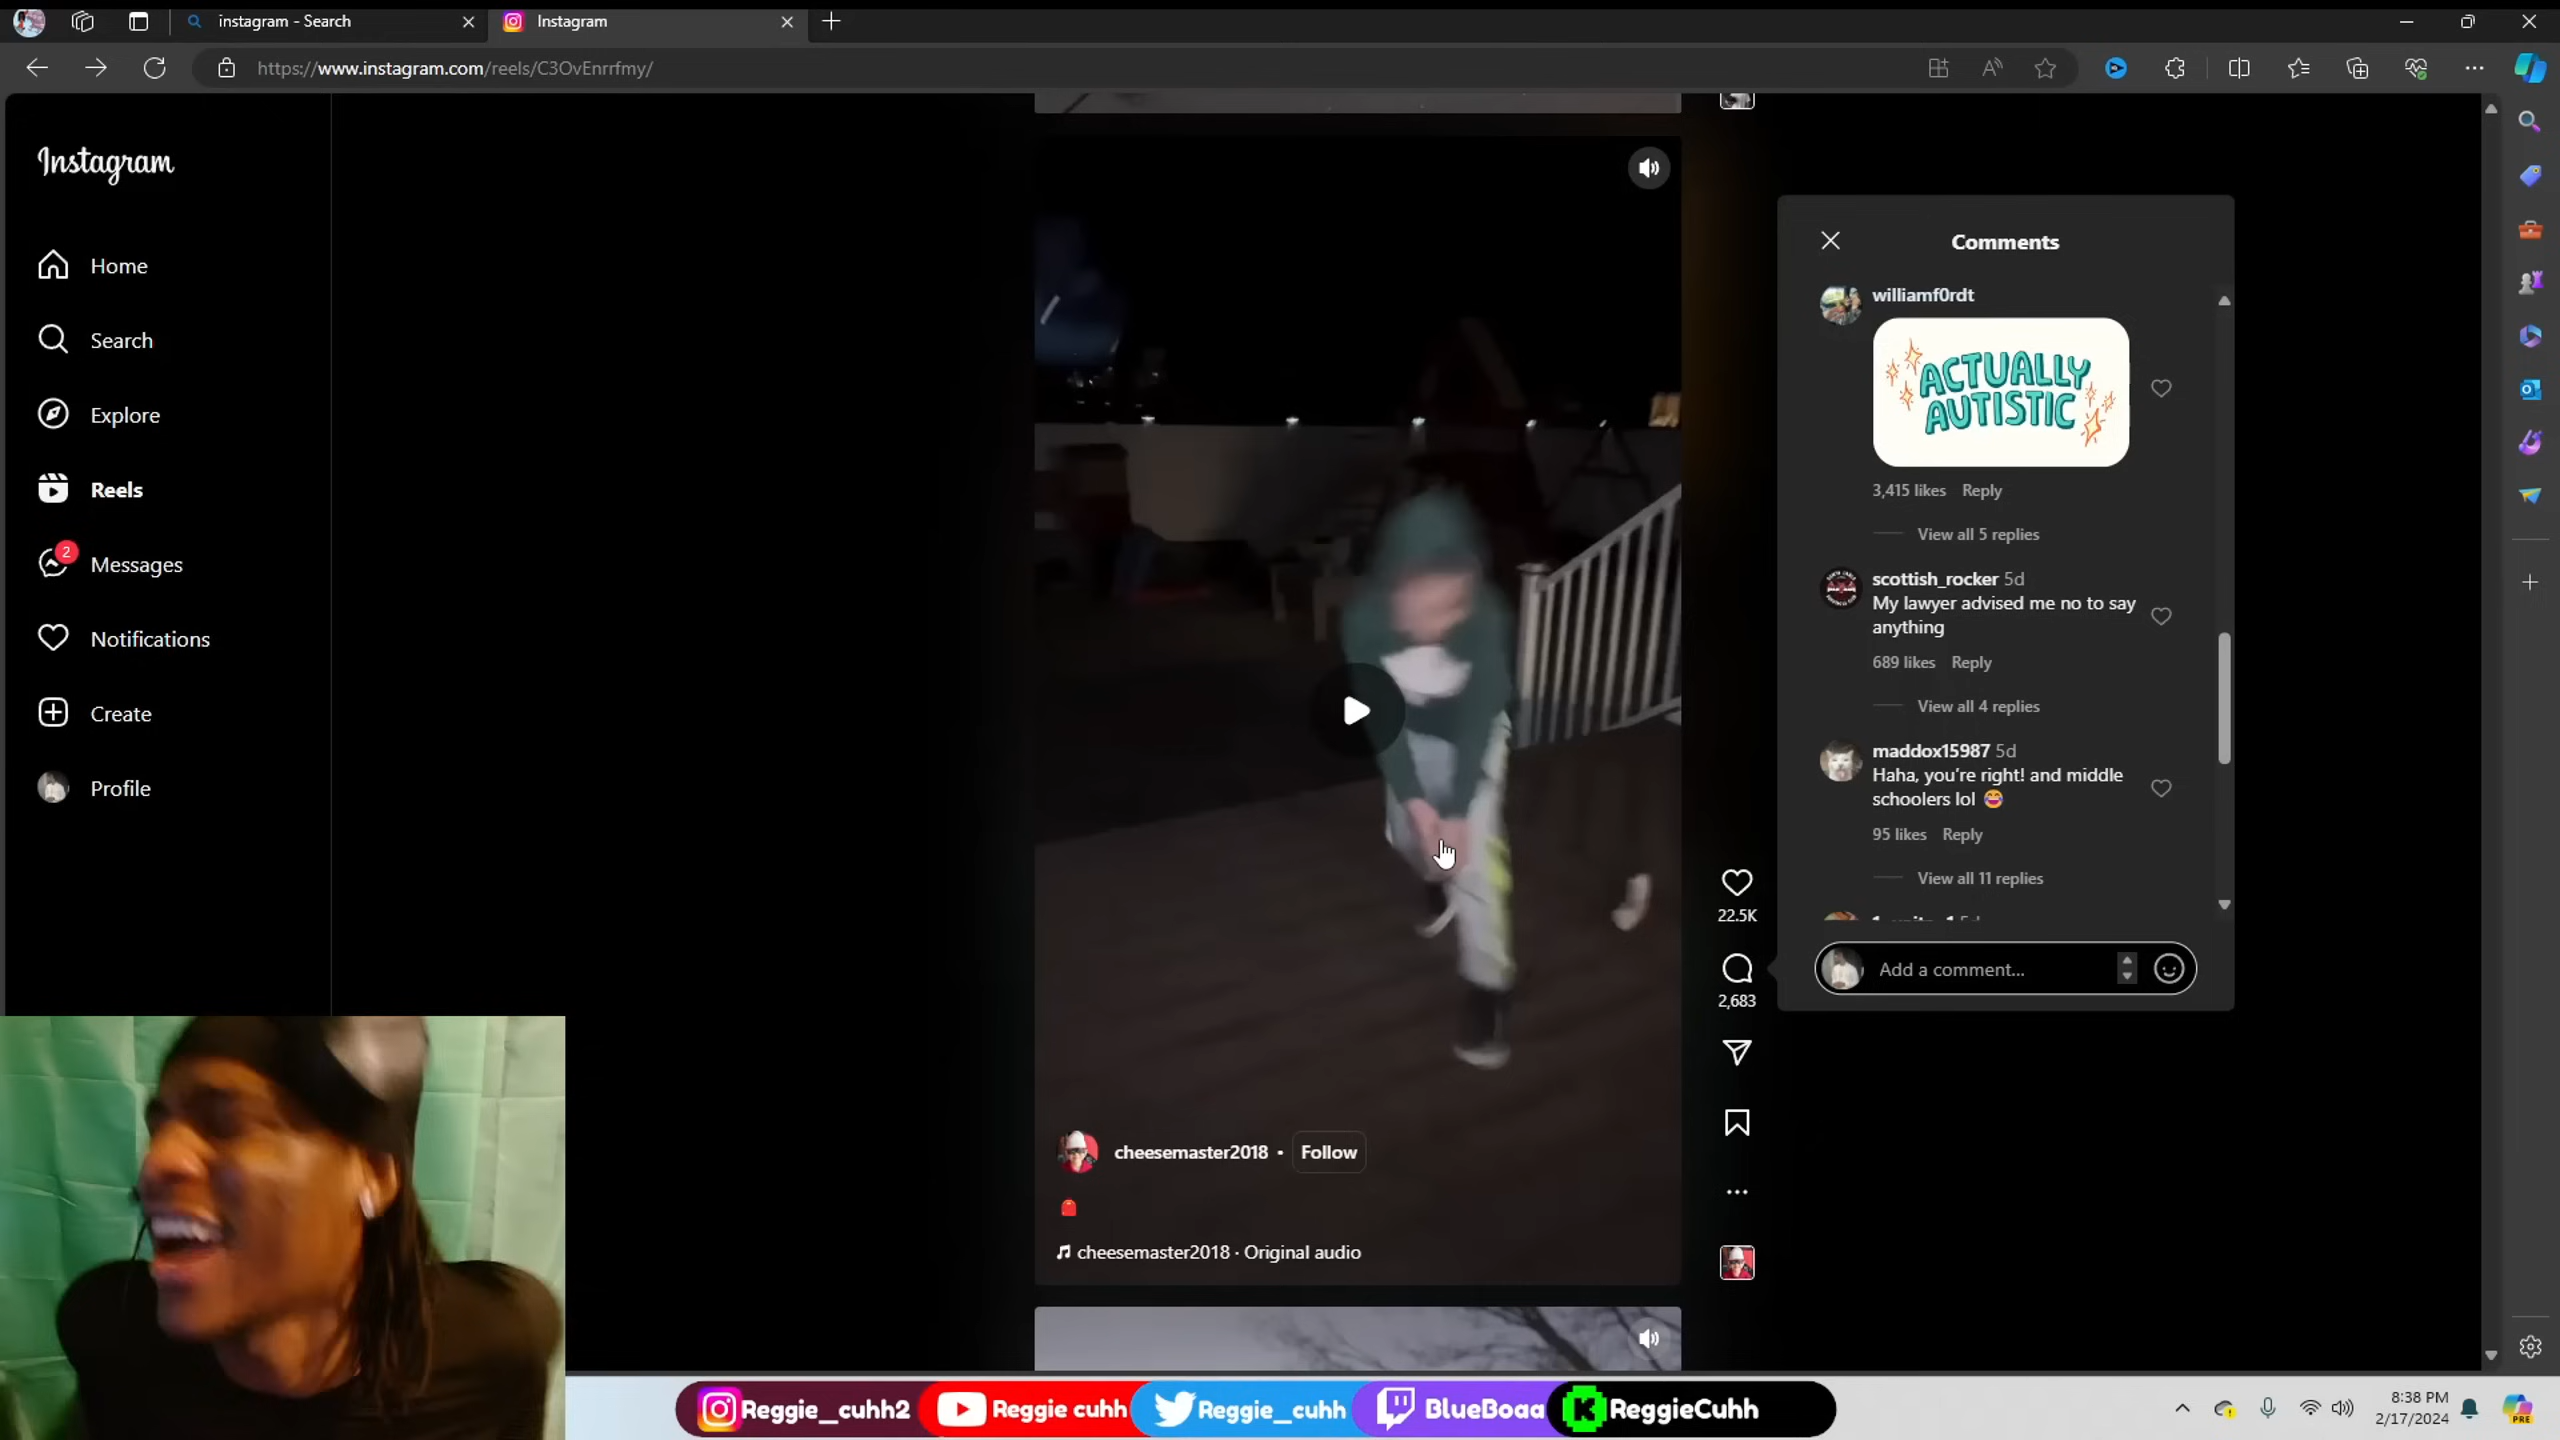 instagram - Search
Instagram
https://www.instagram.com/reels/C3OvEnrrfmy/
Instagram
Home
Search
Explore
Reels
2
Messages
Notifications
Create
Profile
cheesemaster2018 • Follow
cheesemaster2018 · Original audio
22.5K
2,683
Comments
williamf0rdt
ACTUALLY
AUTISTIC
3,415 likes Reply
View all 5 replies
scottish_rocker 5d
My lawyer advised me no to say
anything
689 likes Reply
View all 4 replies
maddox15987 5d
Haha, you're right! and middle
schoolers lol 😂
95 likes Reply
View all 11 replies
Add a comment...
Reggie_cuhh2
Reggie cuhh
Reggie_cuhh
BlueBoaa
K ReggieCuhh
8:38 PM
2/17/2024
PRE